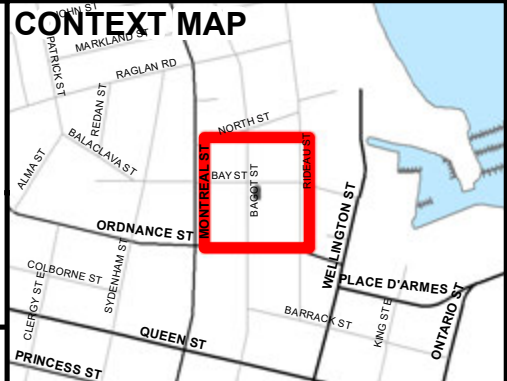 CONTEXT MAP
JOHN ST
MARKLAND ST
PATRICK ST
RAGLAN RD
REDAN ST
NORTH ST
BALACLAVA ST
ALMA ST
MONTREAL ST
BAY ST
BAGOT ST
RIDEAU ST
WELLINGTON ST
ORDNANCE ST
SYDENHAM ST
COLBORNE ST
CLERGY ST E
PLACE D'ARMES
KING ST E
ONTARIO ST
BARRACK ST
QUEEN ST
PRINCESS ST